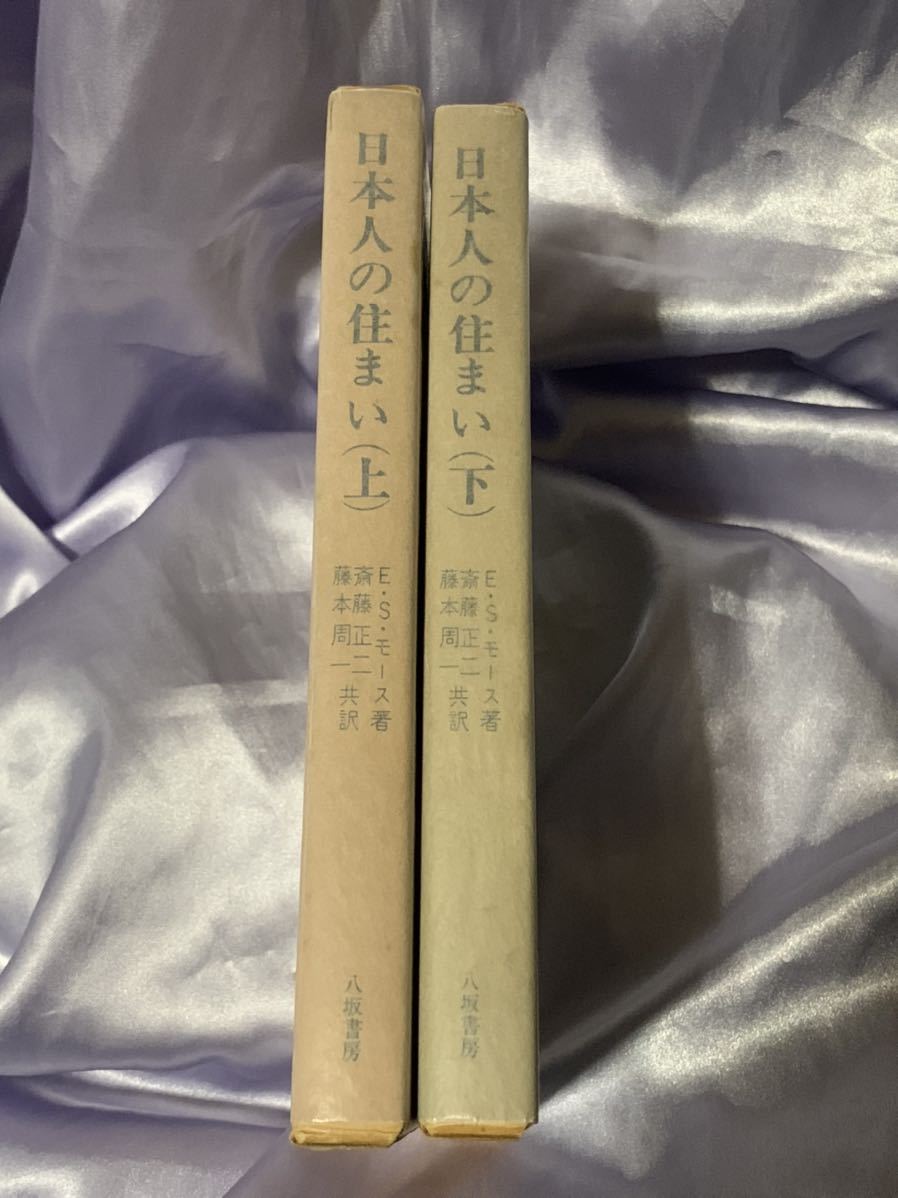 日本人の住まい（上）
E・S・モース著
斎藤正二
藤本周一
共訳
八坂書房
日本人の住まい（下）
E・S・モース著
斎藤正二
藤本周一
共訳
八坂書房